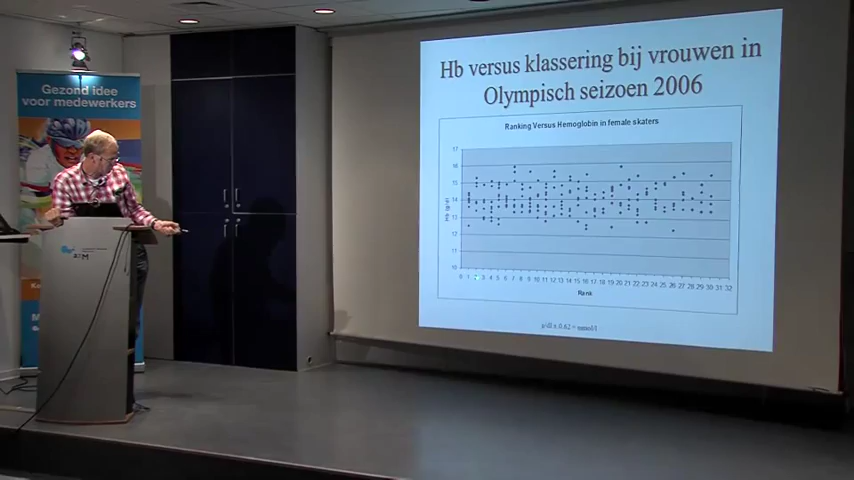 Gezond idee
voor medewerkers
Hb versus klassering bij vrouwen in
Olympisch seizoen 2006
Ranking Versus Hemoglobin in female skaters
17
16
15
14
13
12
11
10
Hb (g/dl)
0 1 2 3 4 5 6 7 8 9 10 11 12 13 14 15 16 17 18 19 20 21 22 23 24 25 26 27 28 29 30 31 32
Rank